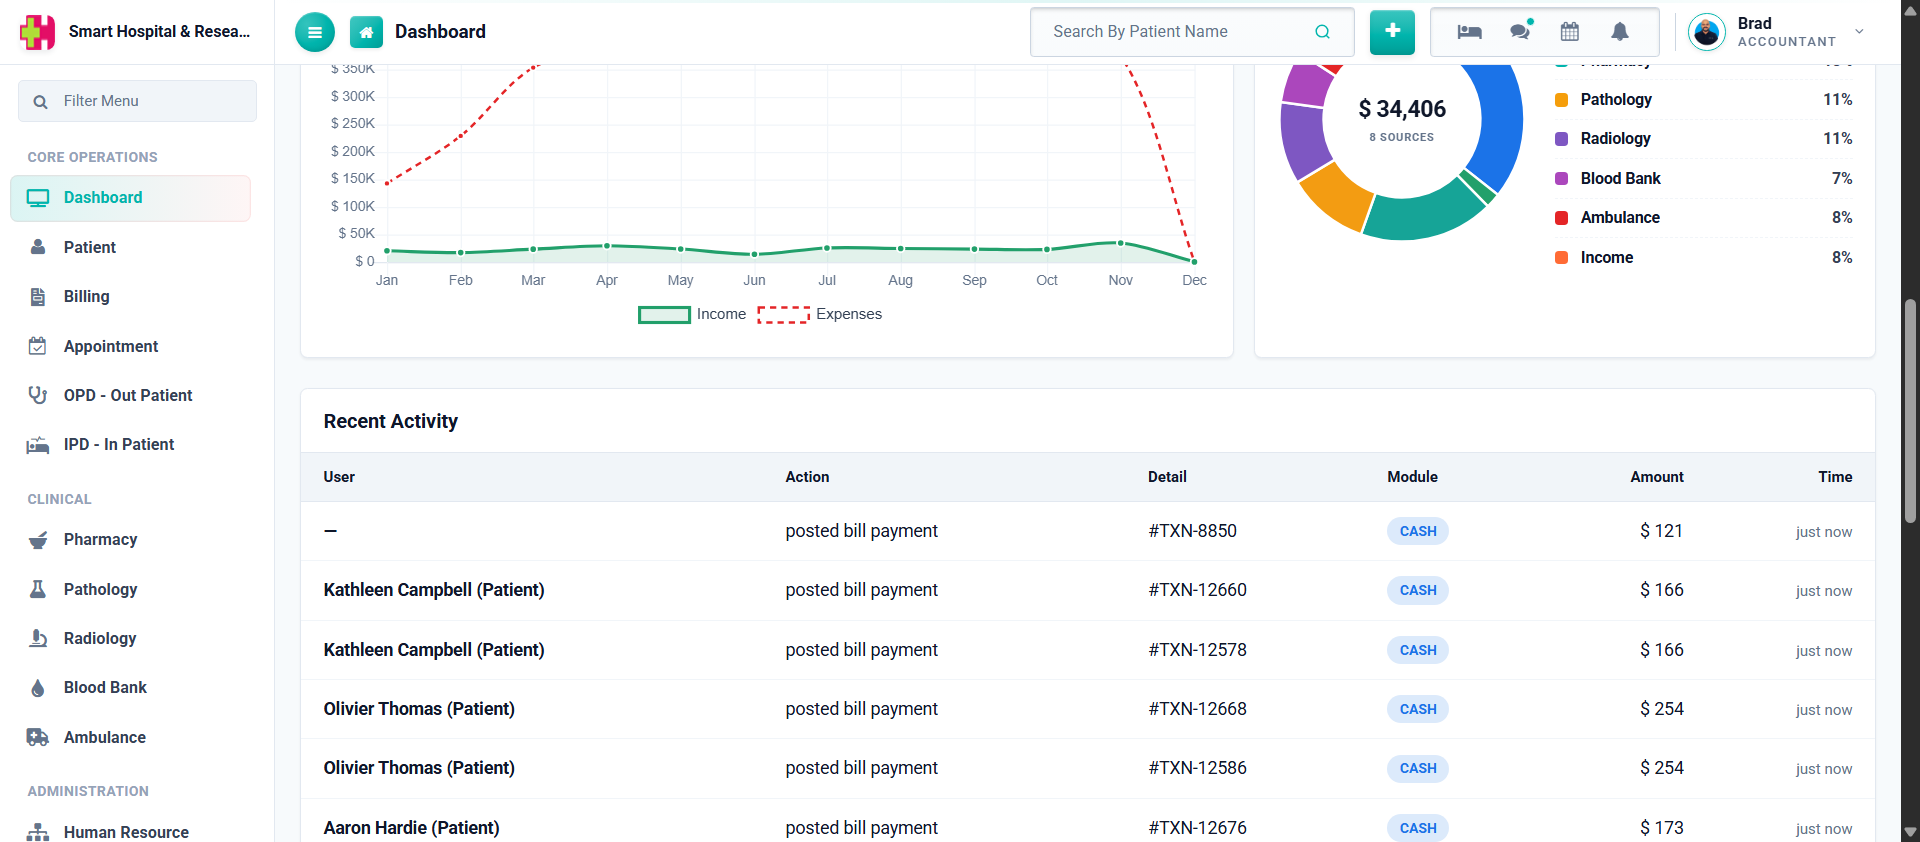 Smart Hospital & Resea...
Dashboard
Search By Patient Name
Brad
ACCOUNTANT
Filter Menu
CORE OPERATIONS
Dashboard
Patient
Billing
Appointment
OPD - Out Patient
IPD - In Patient
CLINICAL
Pharmacy
Pathology
Radiology
Blood Bank
Ambulance
ADMINISTRATION
Human Resource
$ 350K
$ 300K
$ 250K
$ 200K
$ 150K
$ 100K
$ 50K
$ 0
Jan Feb Mar Apr May Jun Jul Aug Sep Oct Nov Dec
Income Expenses
$ 34,406
8 SOURCES
Pharmacy
Pathology 11%
Radiology 11%
Blood Bank 7%
Ambulance 8%
Income 8%
Recent Activity
User Action Detail Module Amount Time
— posted bill payment #TXN-8850 CASH $ 121 just now
Kathleen Campbell (Patient) posted bill payment #TXN-12660 CASH $ 166 just now
Kathleen Campbell (Patient) posted bill payment #TXN-12578 CASH $ 166 just now
Olivier Thomas (Patient) posted bill payment #TXN-12668 CASH $ 254 just now
Olivier Thomas (Patient) posted bill payment #TXN-12586 CASH $ 254 just now
Aaron Hardie (Patient) posted bill payment #TXN-12676 CASH $ 173 just now